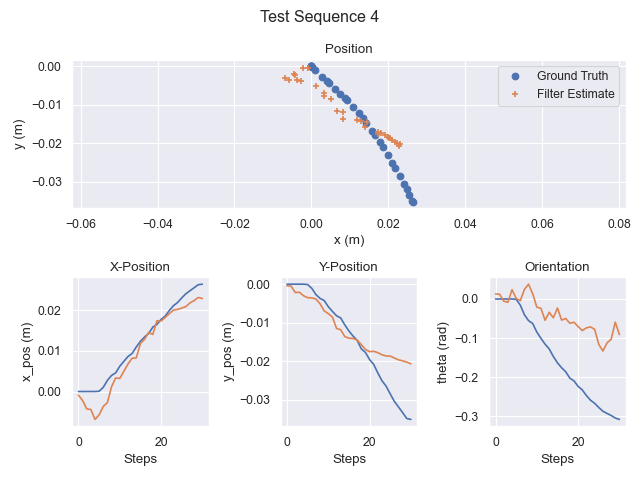 Test Sequence 4
Position
Ground Truth
Filter Estimate
y (m)
0.00
−0.01
−0.02
−0.03
−0.06 −0.04 −0.02 0.00 0.02 0.04 0.06 0.08
x (m)
X-Position
x_pos (m)
0.02
0.01
0.00
0 20
Steps
Y-Position
y_pos (m)
0.00
−0.01
−0.02
−0.03
0 20
Steps
Orientation
theta (rad)
0.0
−0.1
−0.2
−0.3
0 20
Steps